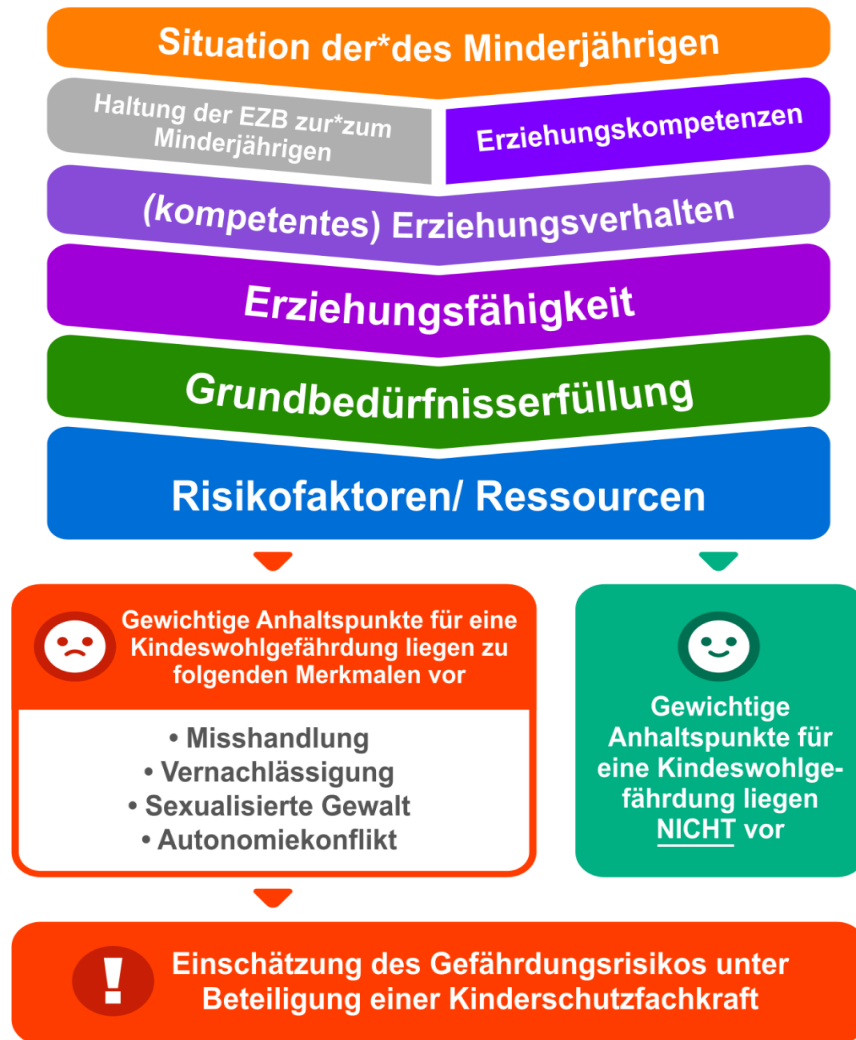 Situation der*des Minderjährigen
Haltung der EZB zur*zum
Minderjährigen
Erziehungskompetenzen
(kompetentes) Erziehungsverhalten
Erziehungsfähigkeit
Grundbedürfnisserfüllung
Risikofaktoren/ Ressourcen
Gewichtige Anhaltspunkte für eine
Kindeswohlgefährdung liegen zu
folgenden Merkmalen vor
• Misshandlung
• Vernachlässigung
• Sexualisierte Gewalt
• Autonomiekonflikt
Gewichtige
Anhaltspunkte für
eine Kindeswohlge-
fährdung liegen
NICHT vor
!
Einschätzung des Gefährdungsrisikos unter
Beteiligung einer Kinderschutzfachkraft